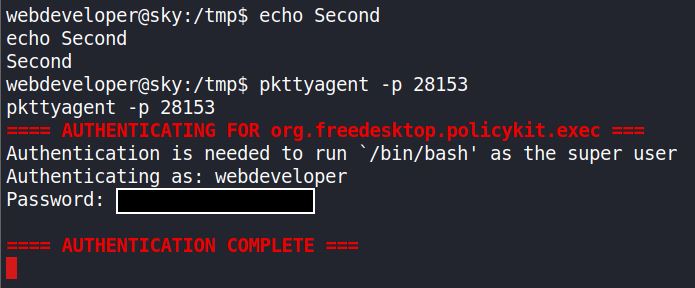 webdeveloper@sky:/tmp$ echo Second
echo Second
Second
webdeveloper@sky:/tmp$ pkttyagent -p 28153
pkttyagent -p 28153
==== AUTHENTICATING FOR org.freedesktop.policykit.exec ===
Authentication is needed to run `/bin/bash' as the super user
Authenticating as: webdeveloper
Password:
==== AUTHENTICATION COMPLETE ===